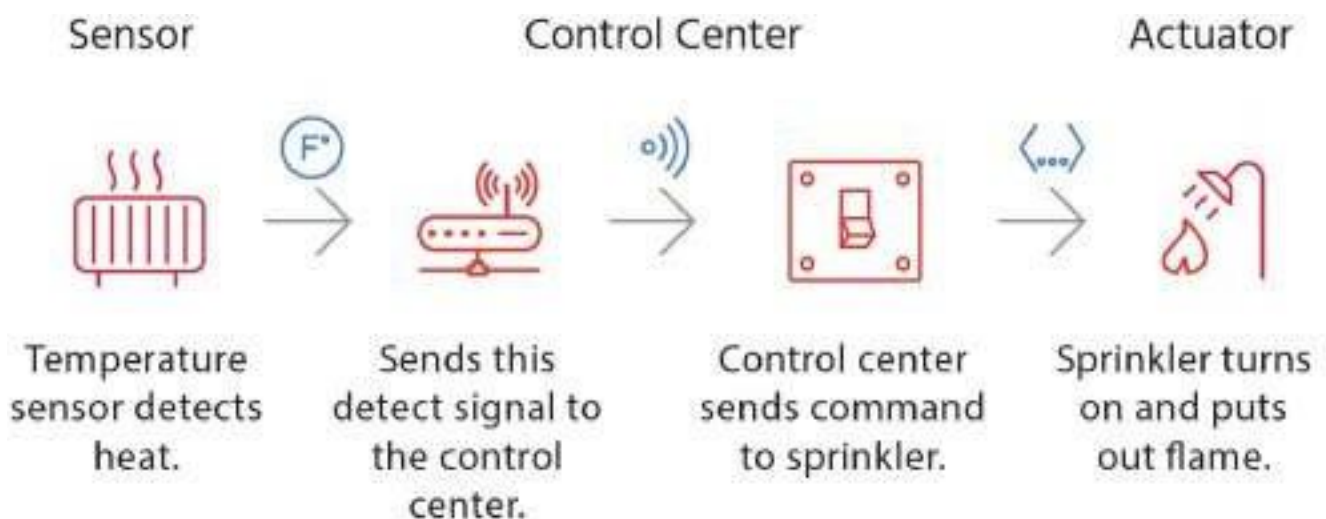 Sensor
Control Center
Actuator
F°
Temperature
sensor detects
heat.
Sends this
detect signal to
the control
center.
Control center
sends command
to sprinkler.
Sprinkler turns
on and puts
out flame.